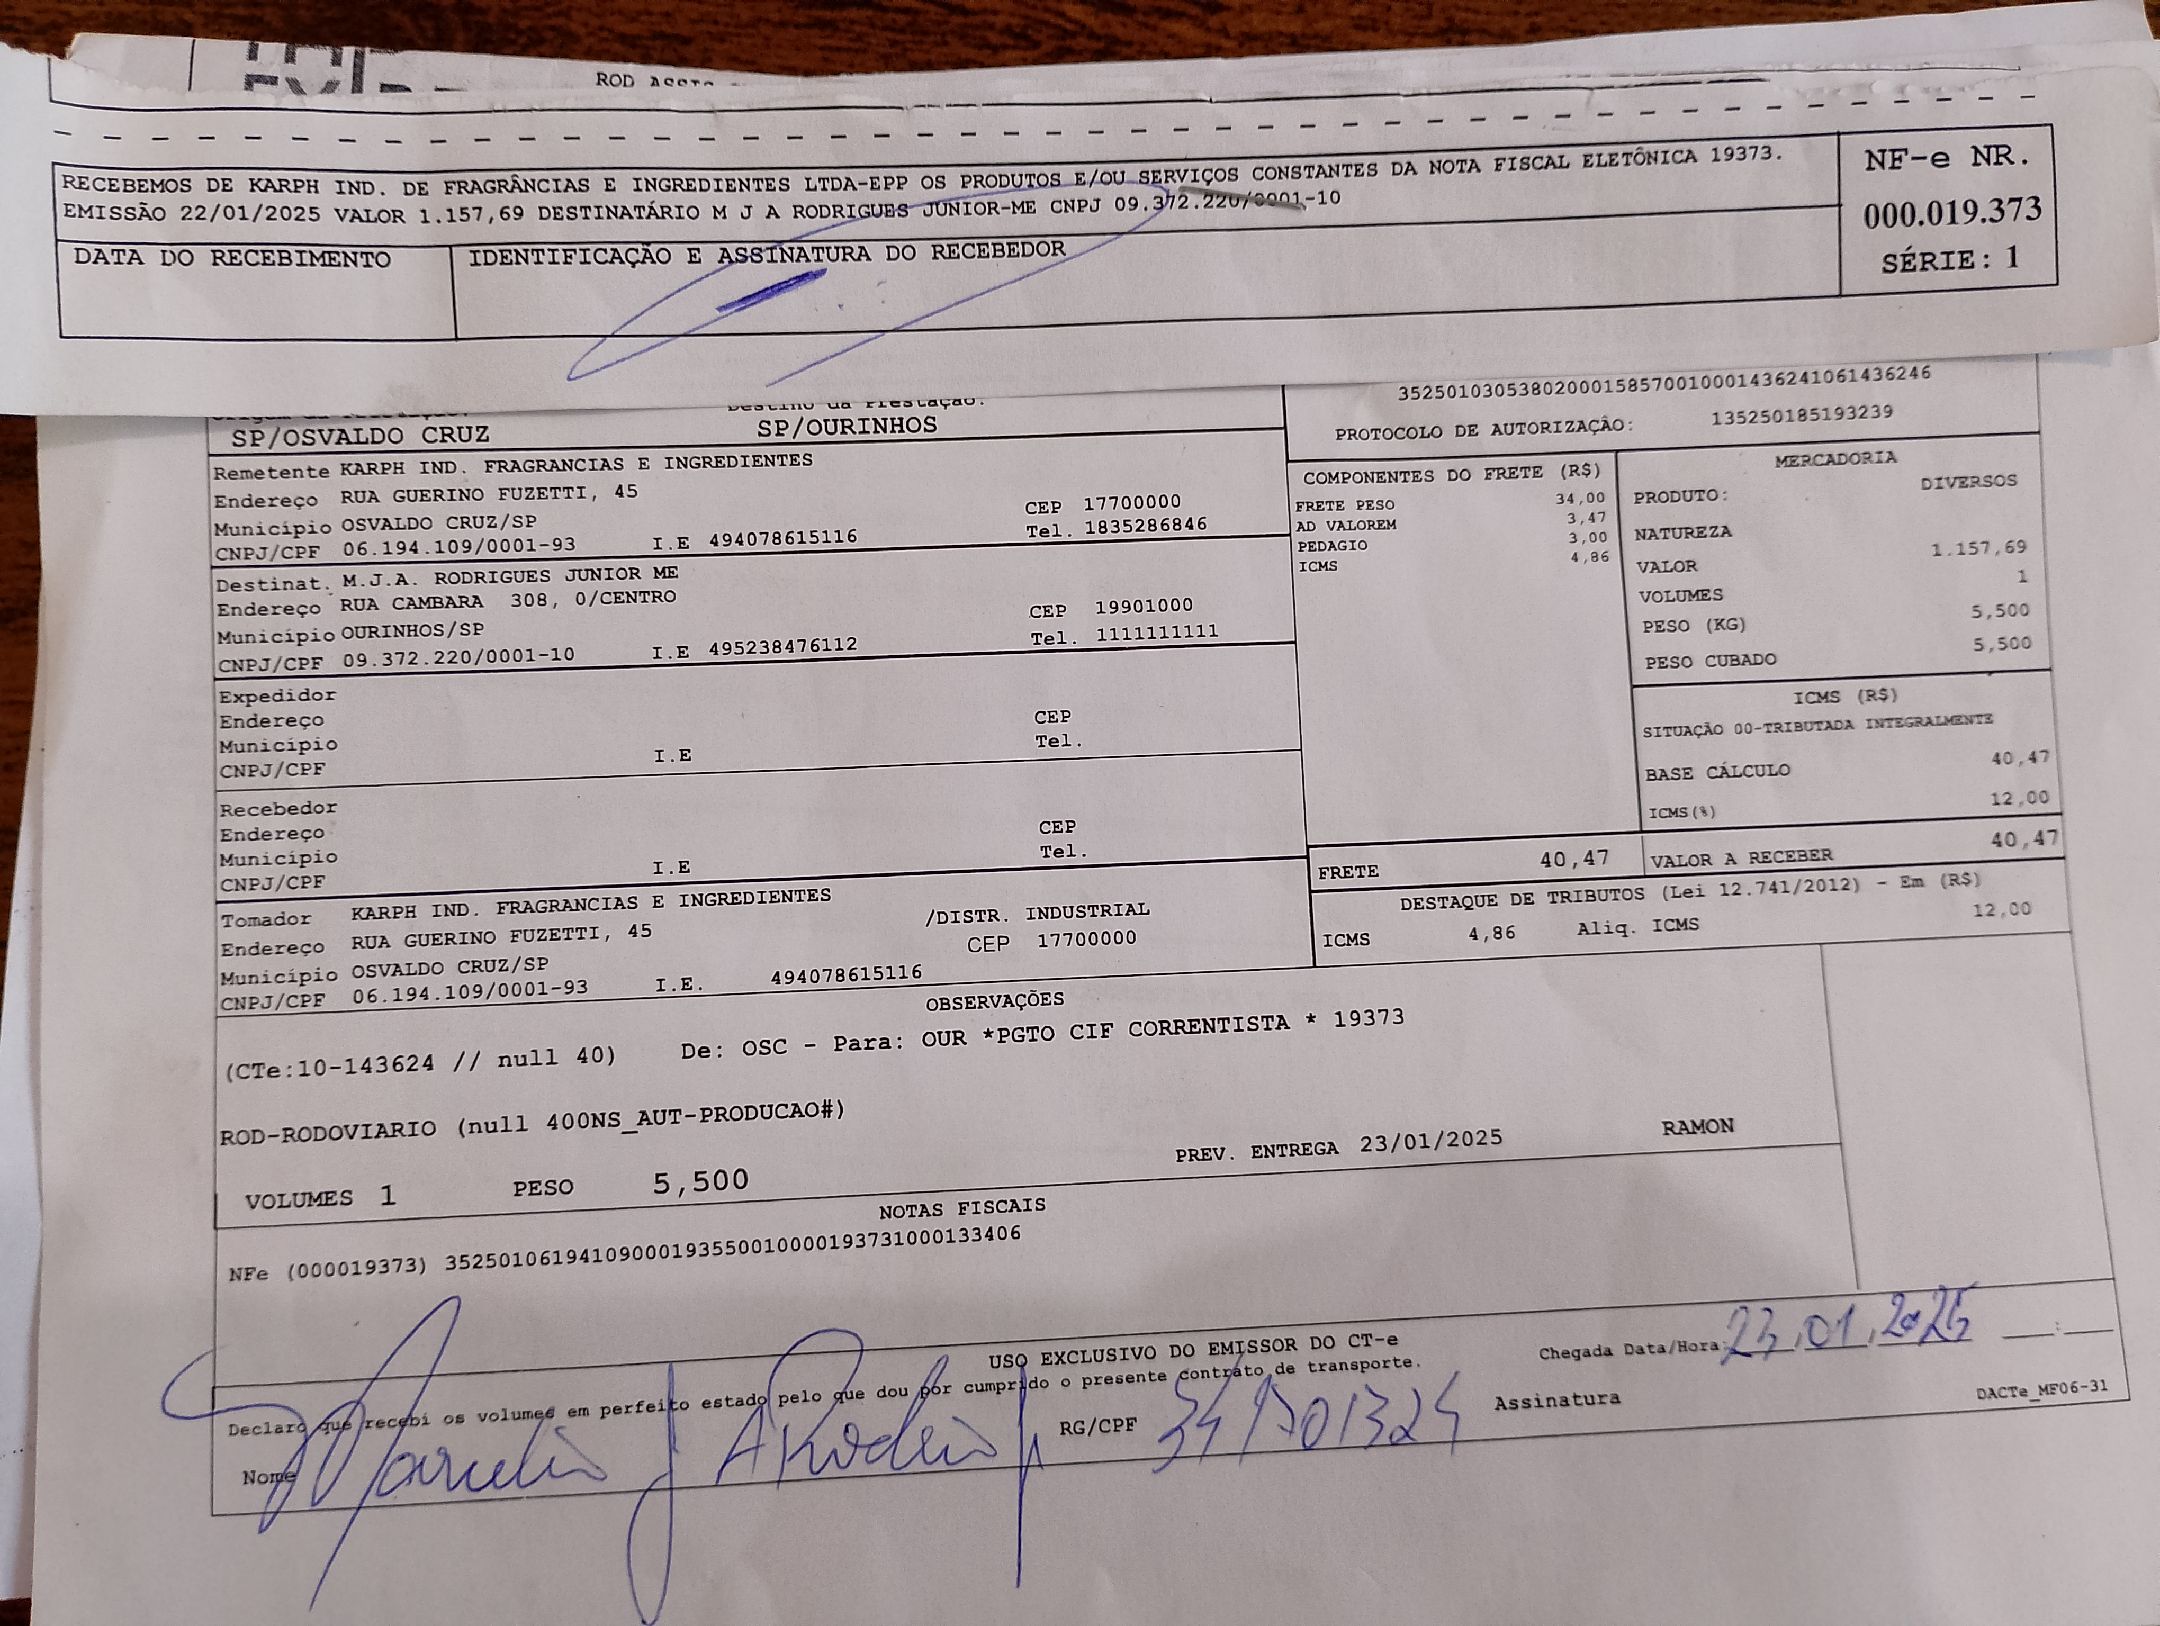 ROD
RECEBEMOS DE KARPH IND. DE FRAGRÂNCIAS E INGREDIENTES LTDA-EPP OS PRODUTOS E/OU SERVIÇOS CONSTANTES DA NOTA FISCAL ELETÔNICA 19373.
EMISSÃO 22/01/2025 VALOR 1.157,69 DESTINATÁRIO M J A RODRIGUES JUNIOR-ME CNPJ 09.372.220/0001-10
NF-e NR.
000.019.373
SÉRIE: 1
DATA DO RECEBIMENTO
IDENTIFICAÇÃO E ASSINATURA DO RECEBEDOR
Destino da Prestação:
SP/OSVALDO CRUZ SP/OURINHOS
35250103053802000158570010001436241061436246
PROTOCOLO DE AUTORIZAÇÂO: 135250185193239
Remetente KARPH IND. FRAGRANCIAS E INGREDIENTES
Endereço RUA GUERINO FUZETTI, 45 CEP 17700000
Município OSVALDO CRUZ/SP Tel. 1835286846
CNPJ/CPF 06.194.109/0001-93 I.E 494078615116
Destinat. M.J.A. RODRIGUES JUNIOR ME
Endereço RUA CAMBARA 308, 0/CENTRO CEP 19901000
Município OURINHOS/SP Tel. 1111111111
CNPJ/CPF 09.372.220/0001-10 I.E 495238476112
Expedidor
Endereço CEP
Município Tel.
CNPJ/CPF I.E
Recebedor
Endereço CEP
Município Tel.
CNPJ/CPF I.E
Tomador KARPH IND. FRAGRANCIAS E INGREDIENTES
Endereço RUA GUERINO FUZETTI, 45 /DISTR. INDUSTRIAL
Município OSVALDO CRUZ/SP CEP 17700000
CNPJ/CPF 06.194.109/0001-93 I.E. 494078615116
COMPONENTES DO FRETE (R$)
FRETE PESO 34,00
AD VALOREM 3,47
PEDAGIO 3,00
ICMS 4,86
MERCADORIA
PRODUTO: DIVERSOS
NATUREZA
VALOR 1.157,69
VOLUMES 1
PESO (KG) 5,500
PESO CUBADO 5,500
ICMS (R$)
SITUAÇÃO 00-TRIBUTADA INTEGRALMENTE
BASE CÁLCULO 40,47
ICMS(%) 12,00
FRETE 40,47 VALOR A RECEBER 40,47
DESTAQUE DE TRIBUTOS (Lei 12.741/2012) - Em (R$)
ICMS 4,86 Aliq. ICMS 12,00
OBSERVAÇÕES
(CTe:10-143624 // null 40) De: OSC - Para: OUR *PGTO CIF CORRENTISTA * 19373
ROD-RODOVIARIO (null 400NS_AUT-PRODUCAO#)
VOLUMES 1 PESO 5,500 PREV. ENTREGA 23/01/2025 RAMON
NOTAS FISCAIS
NFe (000019373) 35250106194109000193550010000193731000133406
USO EXCLUSIVO DO EMISSOR DO CT-e
Declaro que recebi os volumes em perfeito estado pelo que dou por cumprido o presente contrato de transporte.
Chegada Data/Hora: 23.01.2025 __:__
Nome RG/CPF Assinatura
DACTe_MF06-31